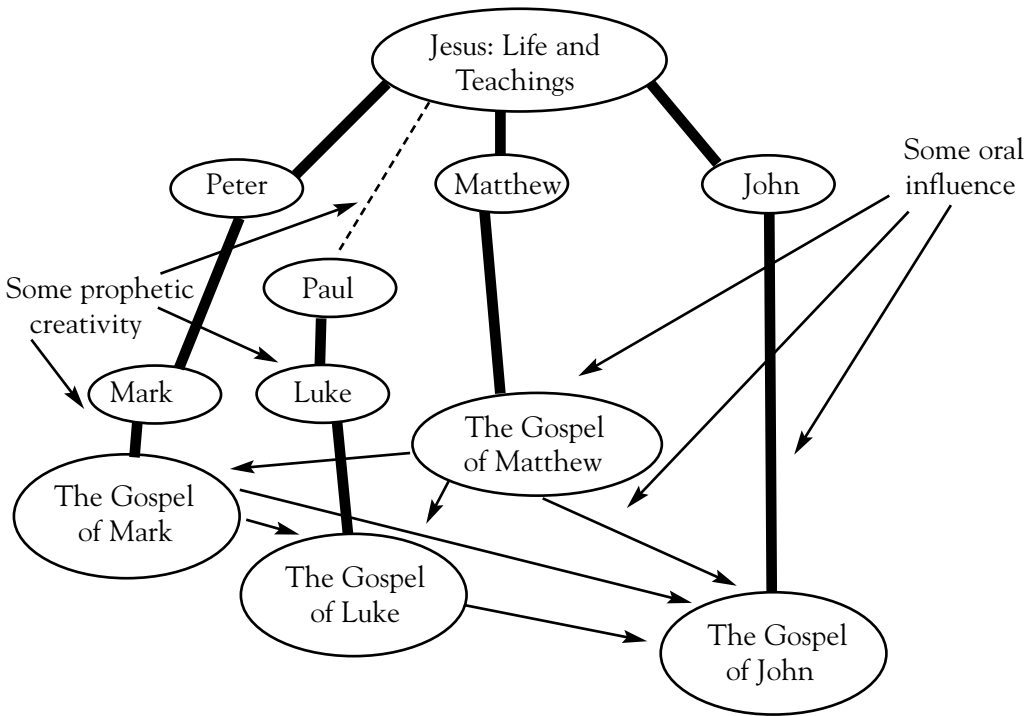 Jesus: Life and
Teachings
Some oral
influence
Peter
Matthew
John
Some prophetic
creativity
Paul
Mark
Luke
The Gospel
of Matthew
The Gospel
of Mark
The Gospel
of Luke
The Gospel
of John